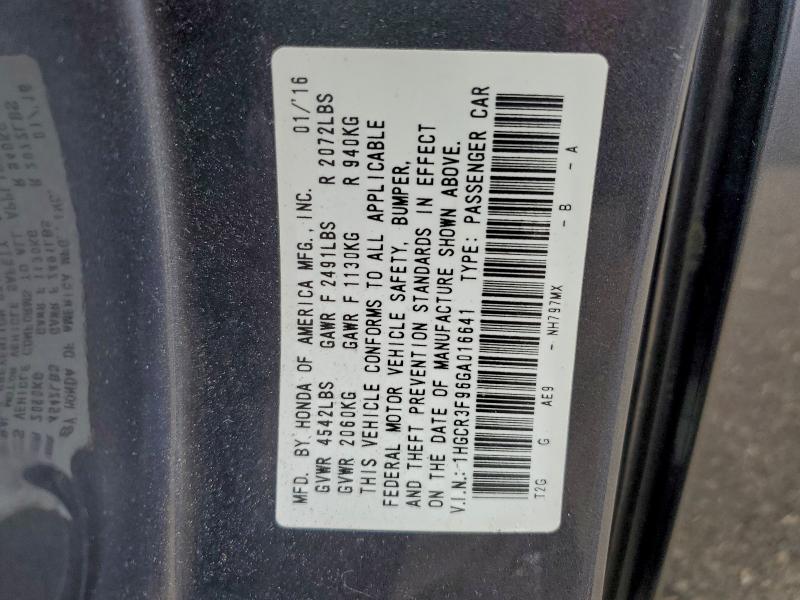 MFD. BY HONDA OF AMERICA MFG., INC. 01/'16
GVWR 4542LBS GAWR F 2491LBS R 2072LBS
GVWR 2060KG GAWR F 1130KG R 940KG
THIS VEHICLE CONFORMS TO ALL APPLICABLE
FEDERAL MOTOR VEHICLE SAFETY, BUMPER,
AND THEFT PREVENTION STANDARDS IN EFFECT
ON THE DATE OF MANUFACTURE SHOWN ABOVE.
V.I.N.: 1HGCR3F96GA016641 TYPE: PASSENGER CAR
T2G G AE9 - NH797MX - B - A